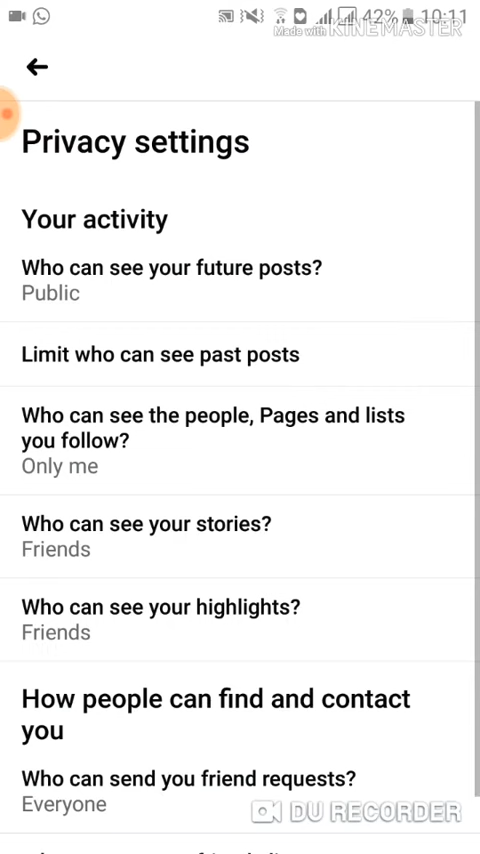 42% 10:11
Made with KINEMASTER
Privacy settings
Your activity
Who can see your future posts?
Public
Limit who can see past posts
Who can see the people, Pages and lists
you follow?
Only me
Who can see your stories?
Friends
Who can see your highlights?
Friends
How people can find and contact
you
Who can send you friend requests?
Everyone
DU RECORDER